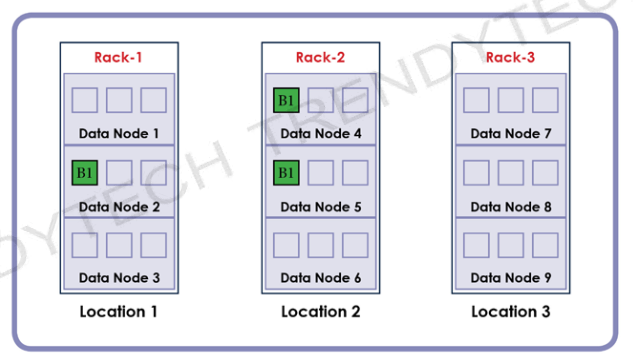 Rack-1
Rack-2
Rack-3
B1
Data Node 1
Data Node 4
Data Node 7
B1
B1
Data Node 2
Data Node 5
Data Node 8
Data Node 3
Data Node 6
Data Node 9
Location 1
Location 2
Location 3
DYTECH TRENDYTECH